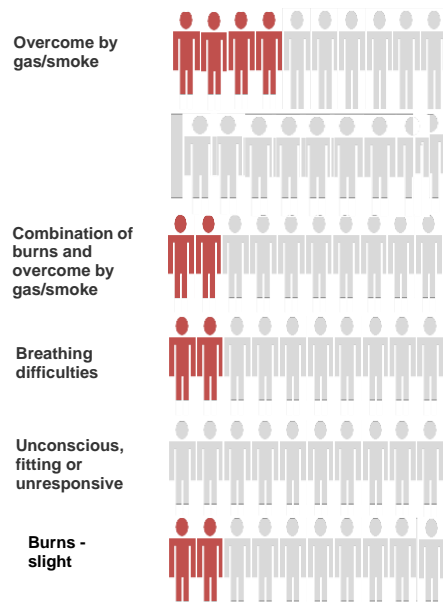 Overcome by
gas/smoke
Combination of
burns and
overcome by
gas/smoke
Breathing
difficulties
Unconscious,
fitting or
unresponsive
Burns -
slight